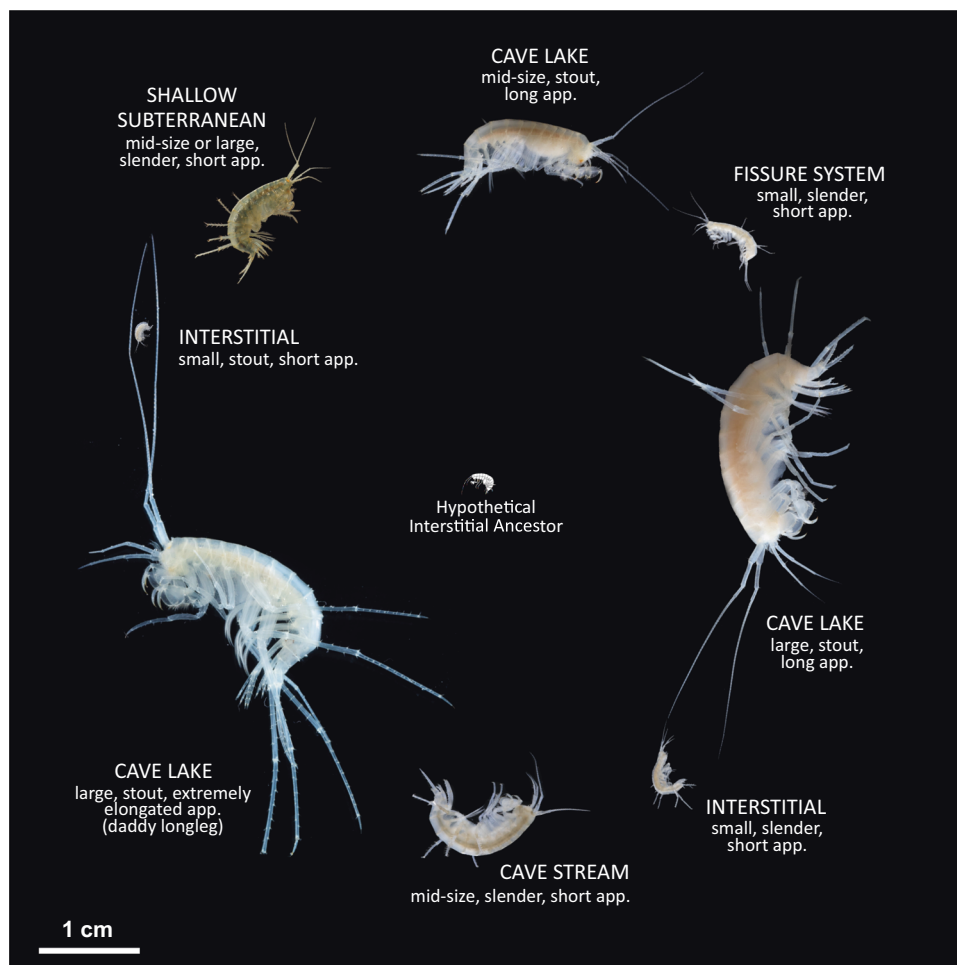 CAVE LAKE
mid-size, stout,
long app.
SHALLOW
SUBTERRANEAN
mid-size or large,
slender, short app.
FISSURE SYSTEM
small, slender,
short app.
INTERSTITIAL
small, stout, short app.
Hypothetical
Interstitial Ancestor
CAVE LAKE
large, stout,
long app.
CAVE LAKE
large, stout, extremely
elongated app.
(daddy longleg)
INTERSTITIAL
small, slender,
short app.
CAVE STREAM
mid-size, slender, short app.
1 cm